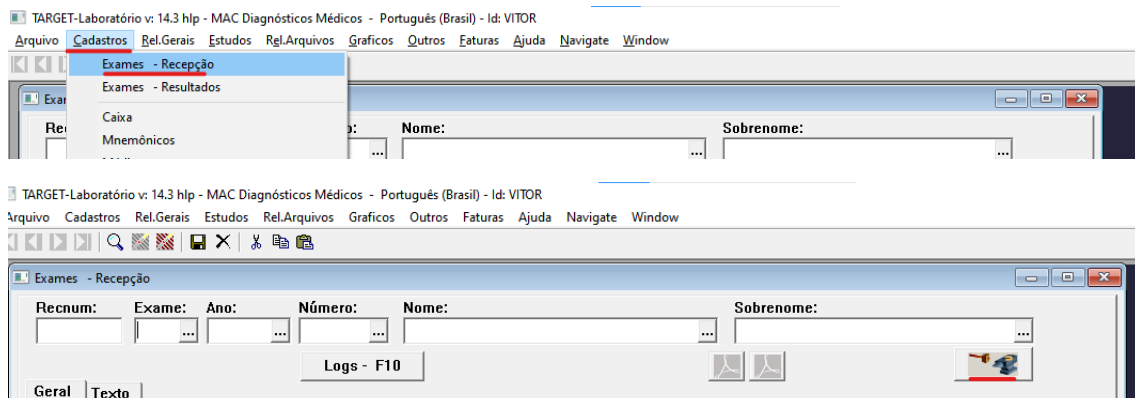 TARGET-Laboratório v: 14.3 hlp - MAC Diagnósticos Médicos - Português (Brasil) - Id: VITOR
Arquivo Cadastros Rel.Gerais Estudos Rel.Arquivos Graficos Outros Faturas Ajuda Navigate Window
Exames - Recepção
Exames - Resultados
Caixa
Nome: Sobrenome:
Mnemônicos
TARGET-Laboratório v: 14.3 hlp - MAC Diagnósticos Médicos - Português (Brasil) - Id: VITOR
Arquivo Cadastros Rel.Gerais Estudos Rel.Arquivos Graficos Outros Faturas Ajuda Navigate Window
Exames - Recepção
Recnum: Exame: Ano: Número: Nome: Sobrenome:
Logs - F10
Geral Texto